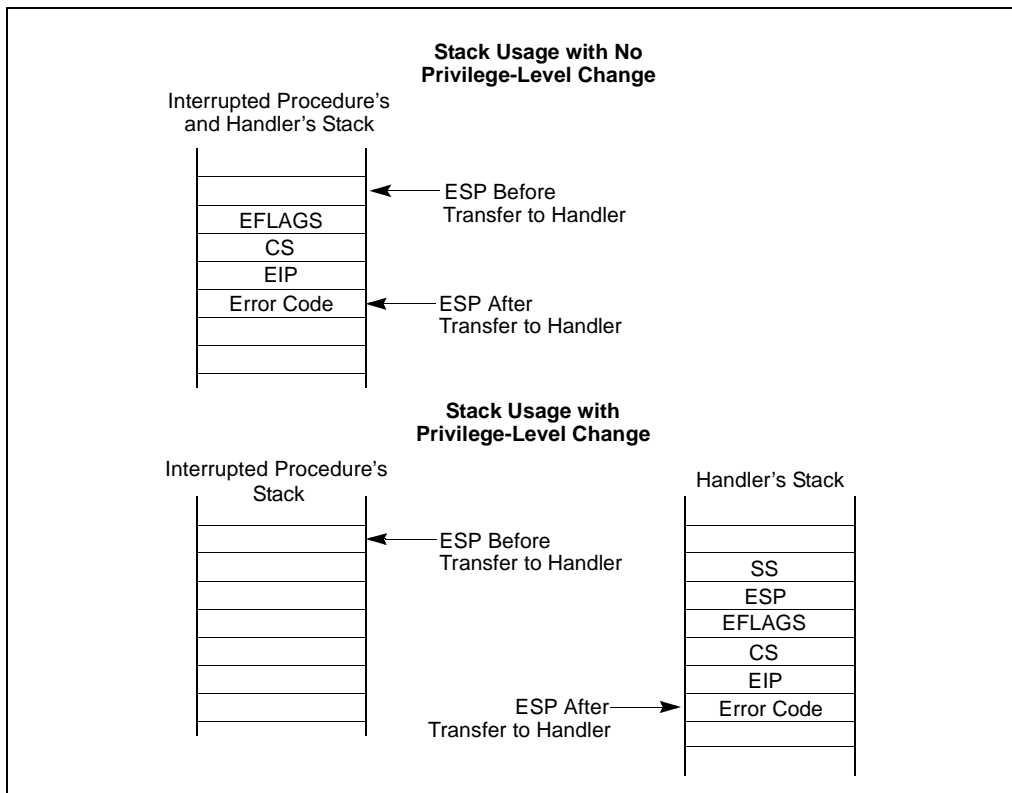 Stack Usage with No
Privilege-Level Change
Interrupted Procedure's
and Handler's Stack
ESP Before
Transfer to Handler
EFLAGS
CS
EIP
Error Code
ESP After
Transfer to Handler
Stack Usage with
Privilege-Level Change
Interrupted Procedure's
Stack
Handler's Stack
ESP Before
Transfer to Handler
SS
ESP
EFLAGS
CS
EIP
ESP After
Transfer to Handler
Error Code